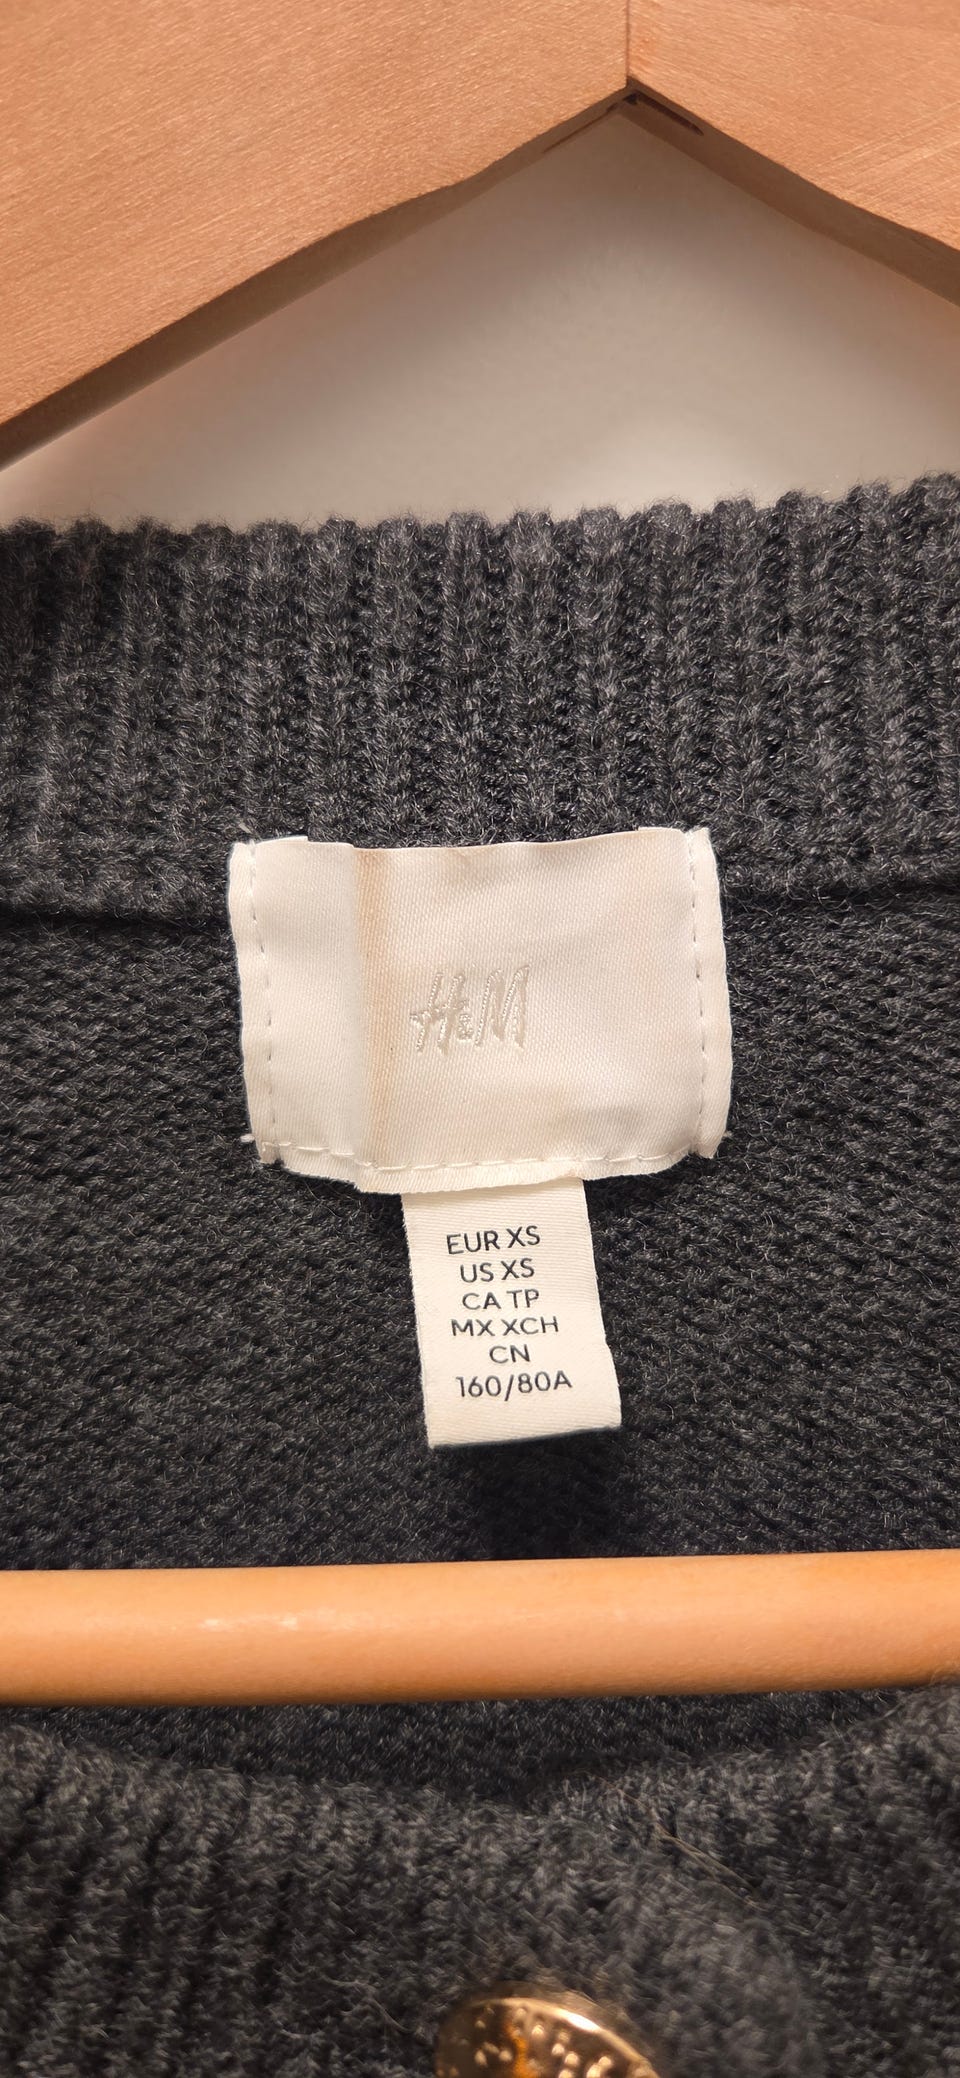 H&M
EUR XS
US XS
CA TP
MX XCH
CN
160/80A